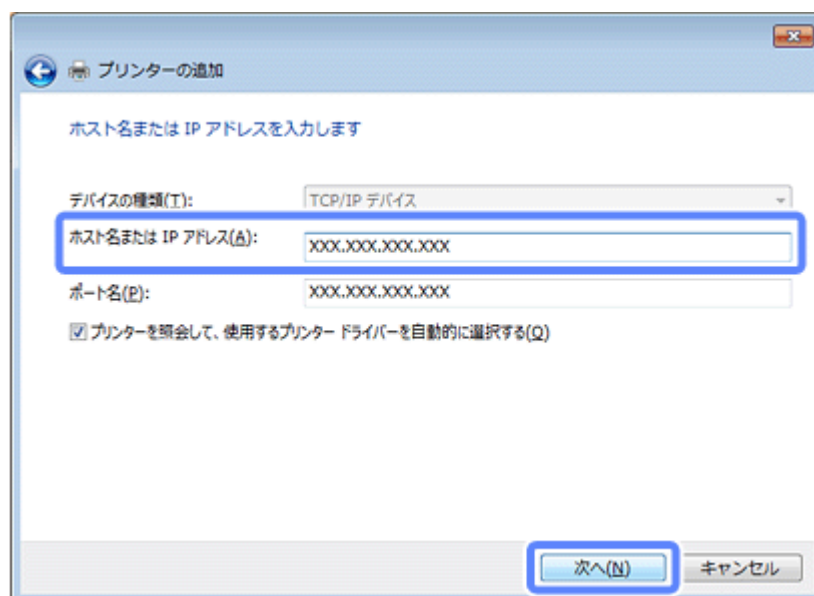 プリンターの追加
ホスト名または IP アドレスを入力します
デバイスの種類(T): TCP/IP デバイス
ホスト名または IP アドレス(A): XXX.XXX.XXX.XXX
ポート名(P): XXX.XXX.XXX.XXX
プリンターを照会して、使用するプリンター ドライバーを自動的に選択する(Q)
次へ(N) キャンセル